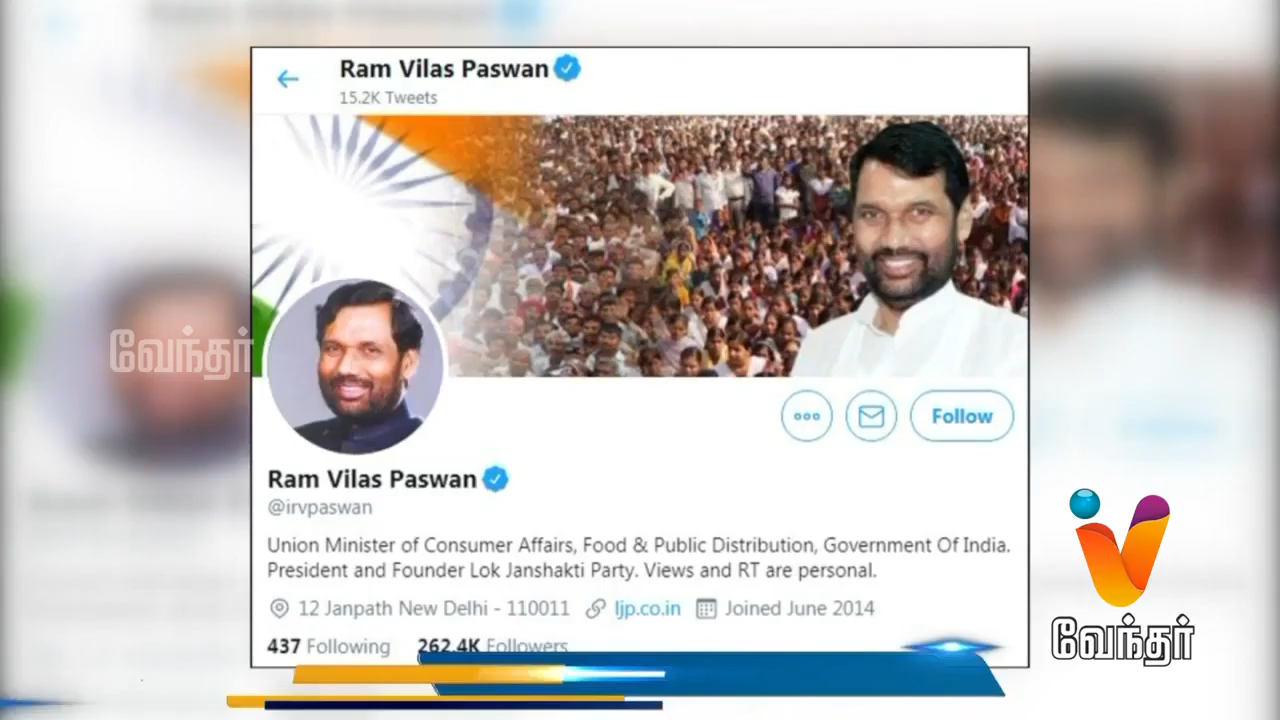 Ram Vilas Paswan
15.2K Tweets
Follow
Ram Vilas Paswan
@irvpaswan
Union Minister of Consumer Affairs, Food & Public Distribution, Government Of India.
President and Founder Lok Janshakti Party. Views and RT are personal.
12 Janpath New Delhi - 110011 ljp.co.in Joined June 2014
437 Following 262.4K Followers
வேந்தர்
வேந்தர்